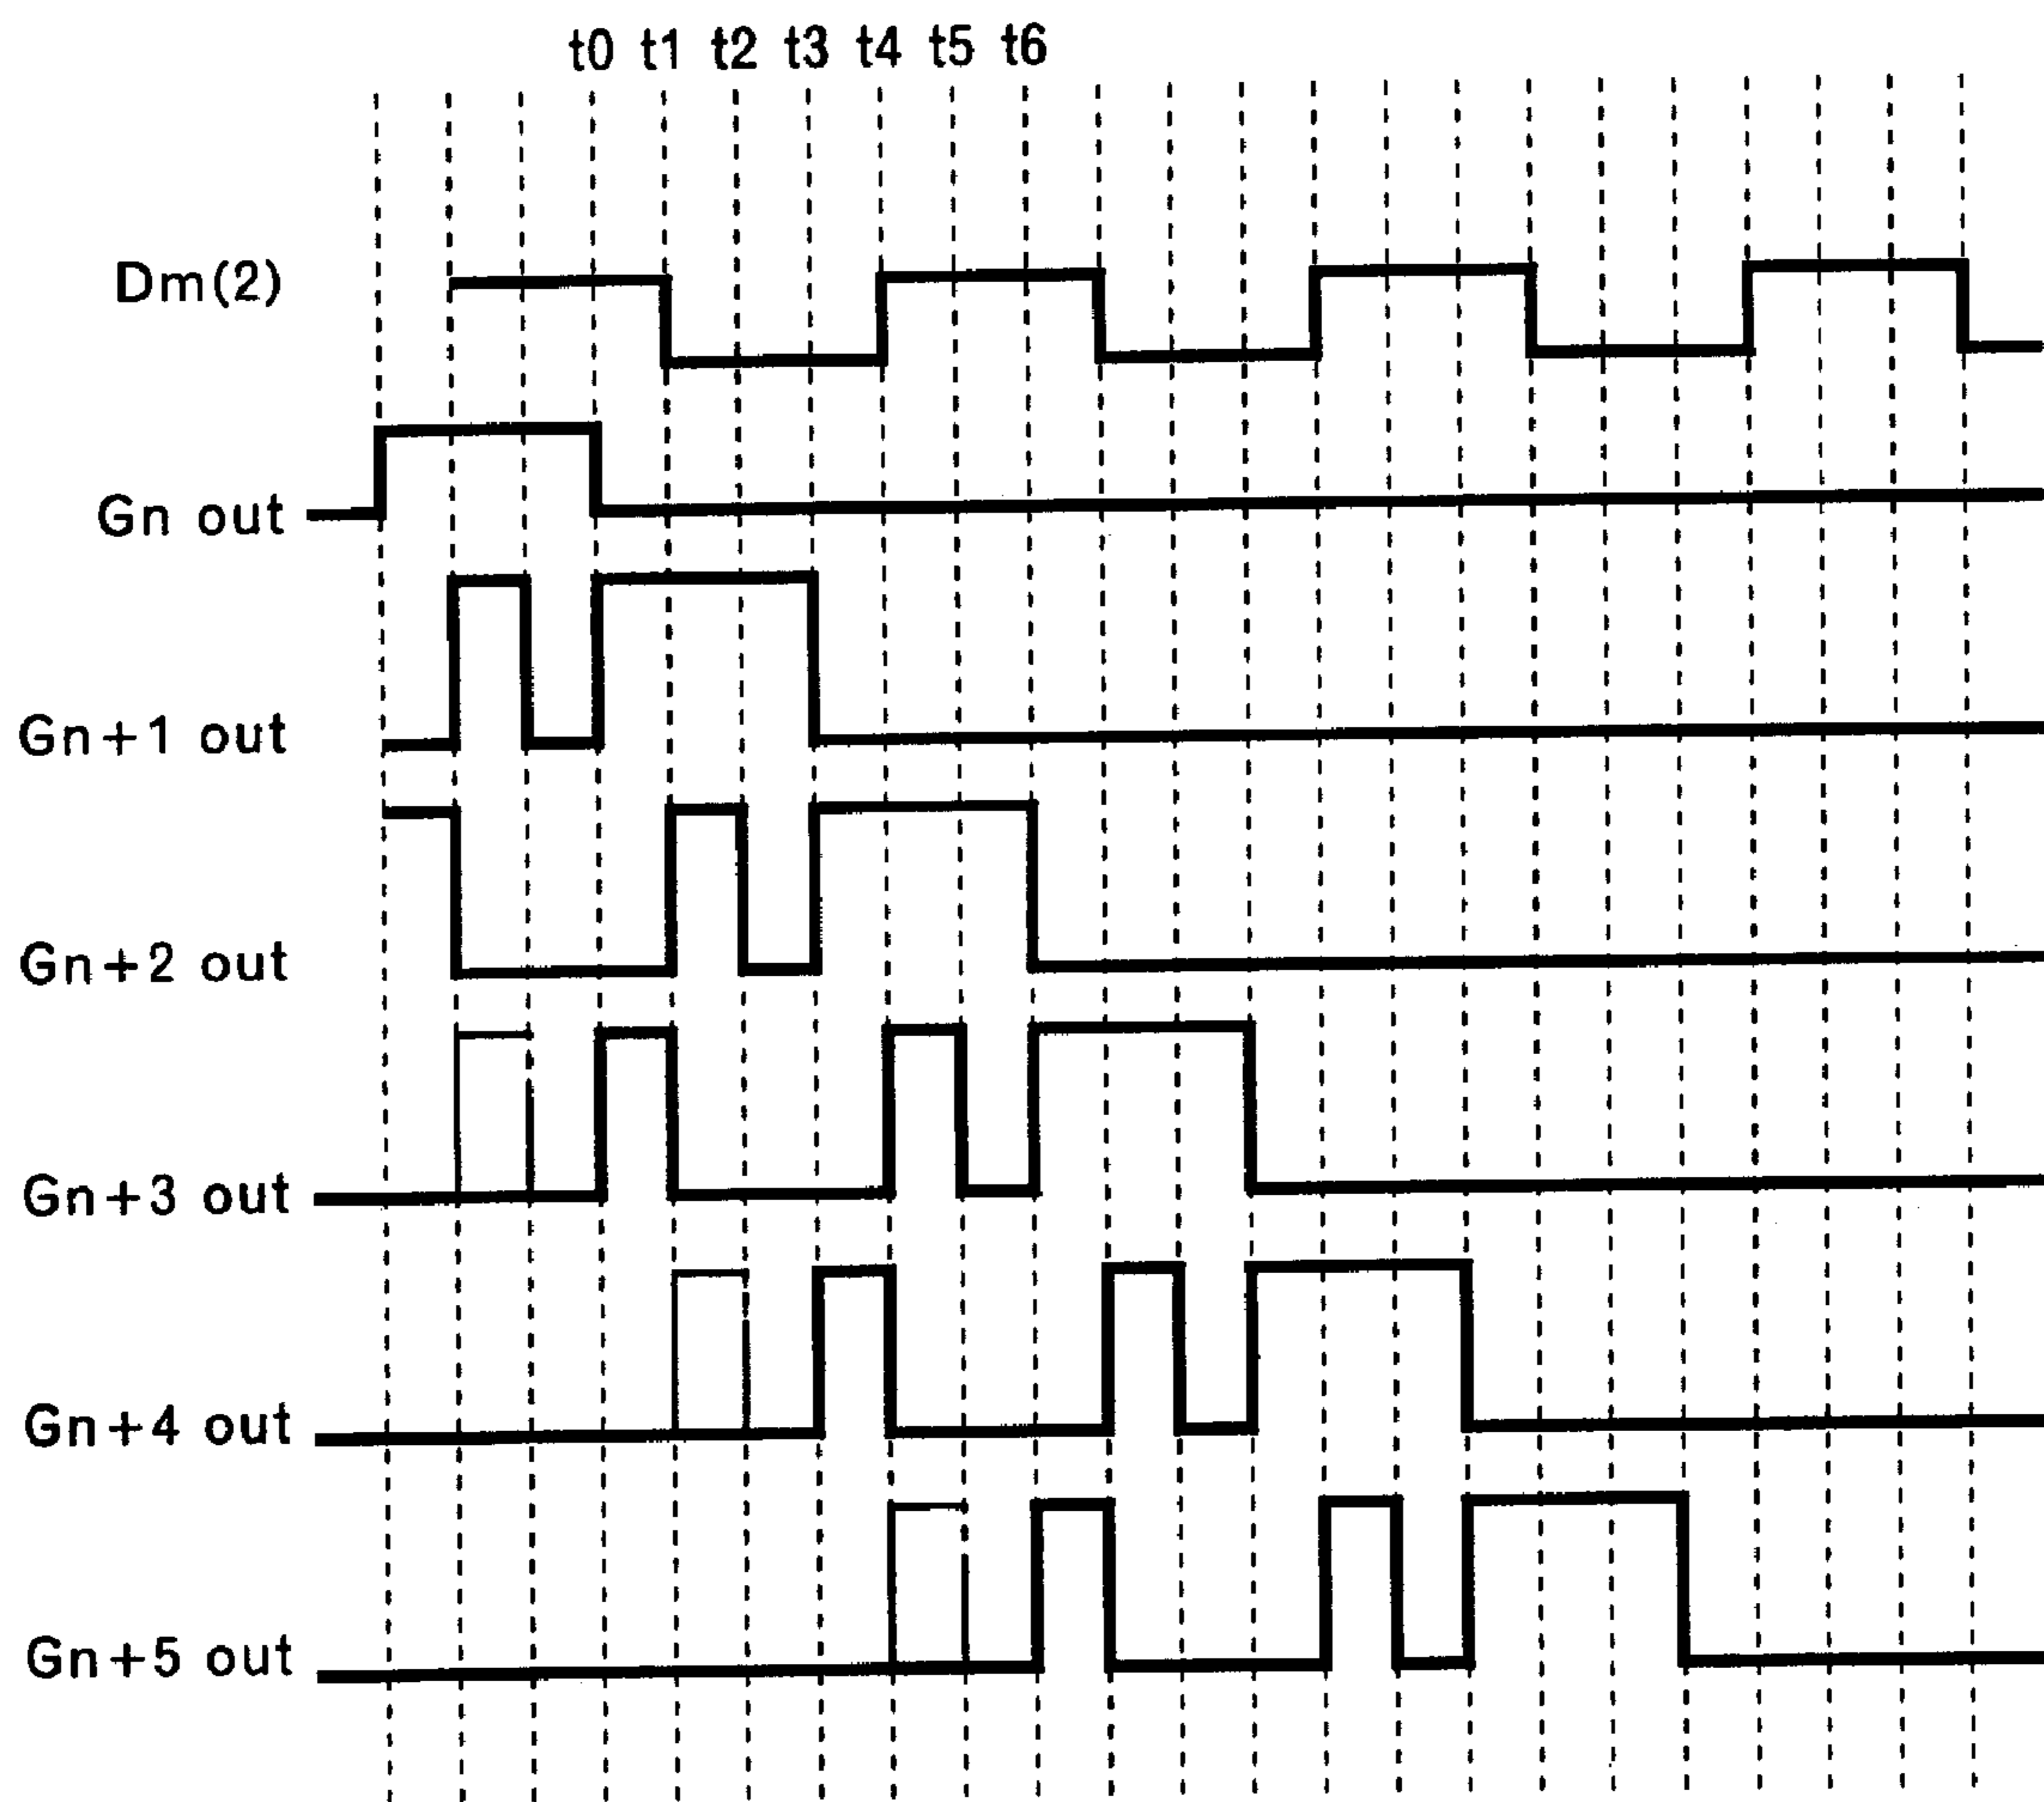 t0 t1 t2 t3 t4 t5 t6
Dm(2)
Gn out
Gn+1 out
Gn+2 out
Gn+3 out
Gn+4 out
Gn+5 out